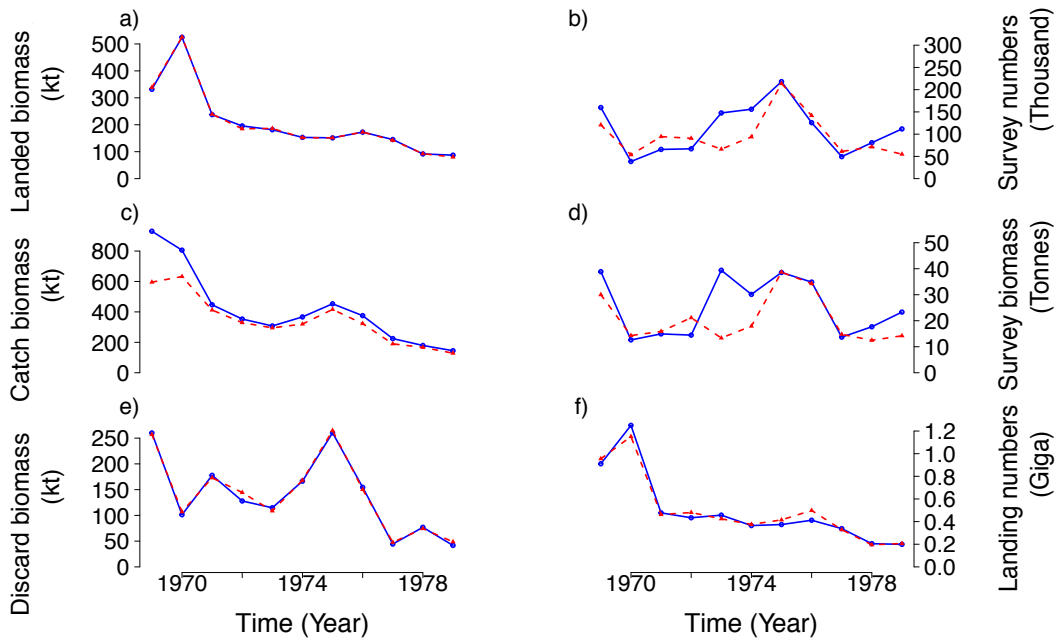 a)
Landed biomass
(kt)
500
400
300
200
100
0
b)
300
250
200
150
100
50
0
Survey numbers
(Thousand)
c)
Catch biomass
(kt)
800
600
400
200
0
d)
50
40
30
20
10
0
Survey biomass
(Tonnes)
e)
Discard biomass
(kt)
250
200
150
100
50
0
1970 1974 1978
Time (Year)
f)
1.2
1.0
0.8
0.6
0.4
0.2
0.0
Landing numbers
(Giga)
1970 1974 1978
Time (Year)